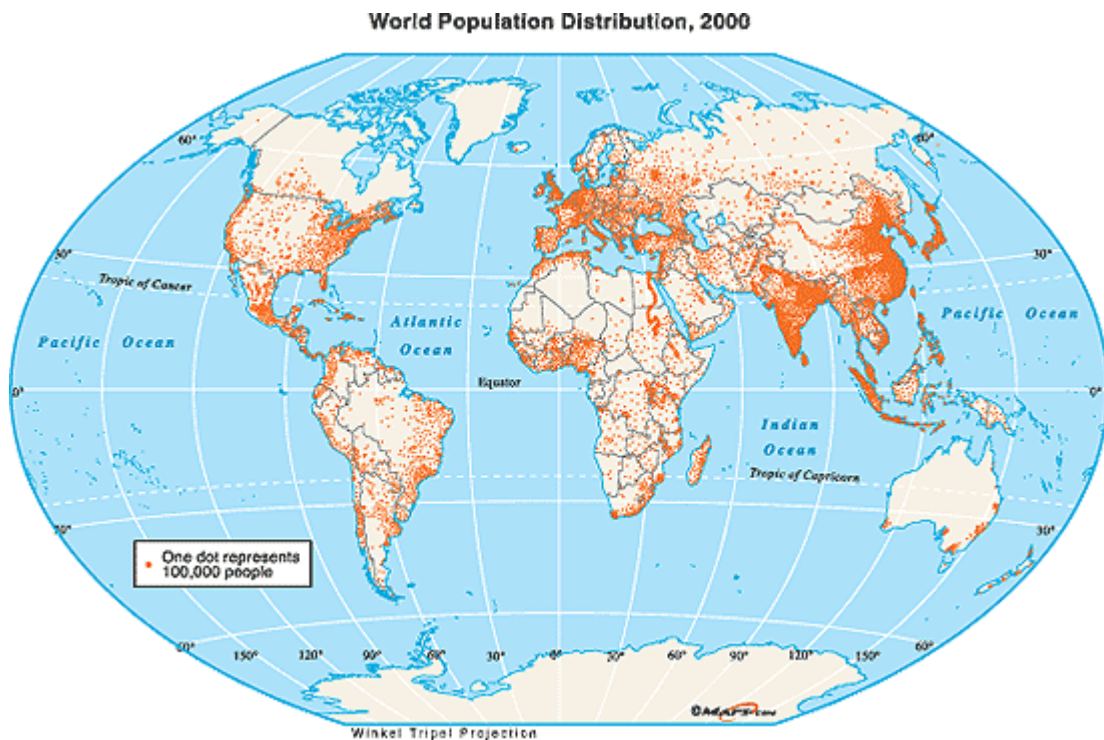 World Population Distribution, 2000
60°
60°
30°
30°
Tropic of Cancer
Atlantic
Ocean
Pacific Ocean
Pacific Ocean
0°
Equator
0°
Indian
Ocean
Tropic of Capricorn
30°
One dot represents
100,000 people
60°
150° 120° 90° 60° 30° 0° 30° 60° 90° 120° 150° 60°
©MAPS.COM
Winkel Tripel Projection